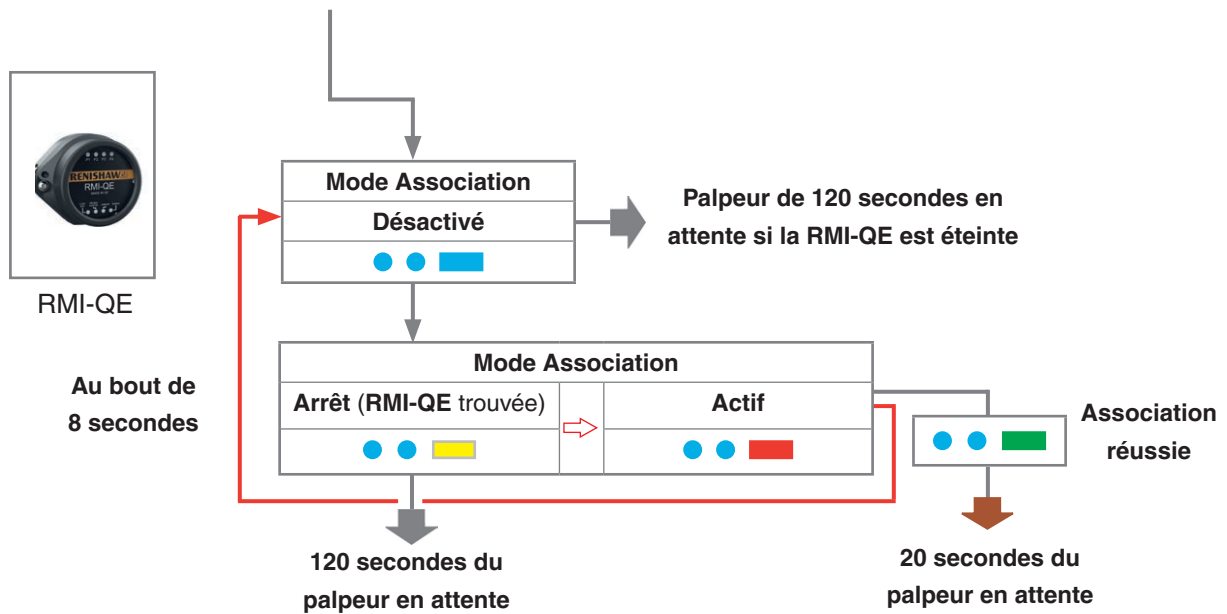 Mode Association
Désactivé
Palpeur de 120 secondes en
attente si la RMI-QE est éteinte
RENISHAW
RMI-QE
RMI-QE
Au bout de
8 secondes
Mode Association
Arrêt (RMI-QE trouvée)
Actif
Association
réussie
120 secondes du
palpeur en attente
20 secondes du
palpeur en attente